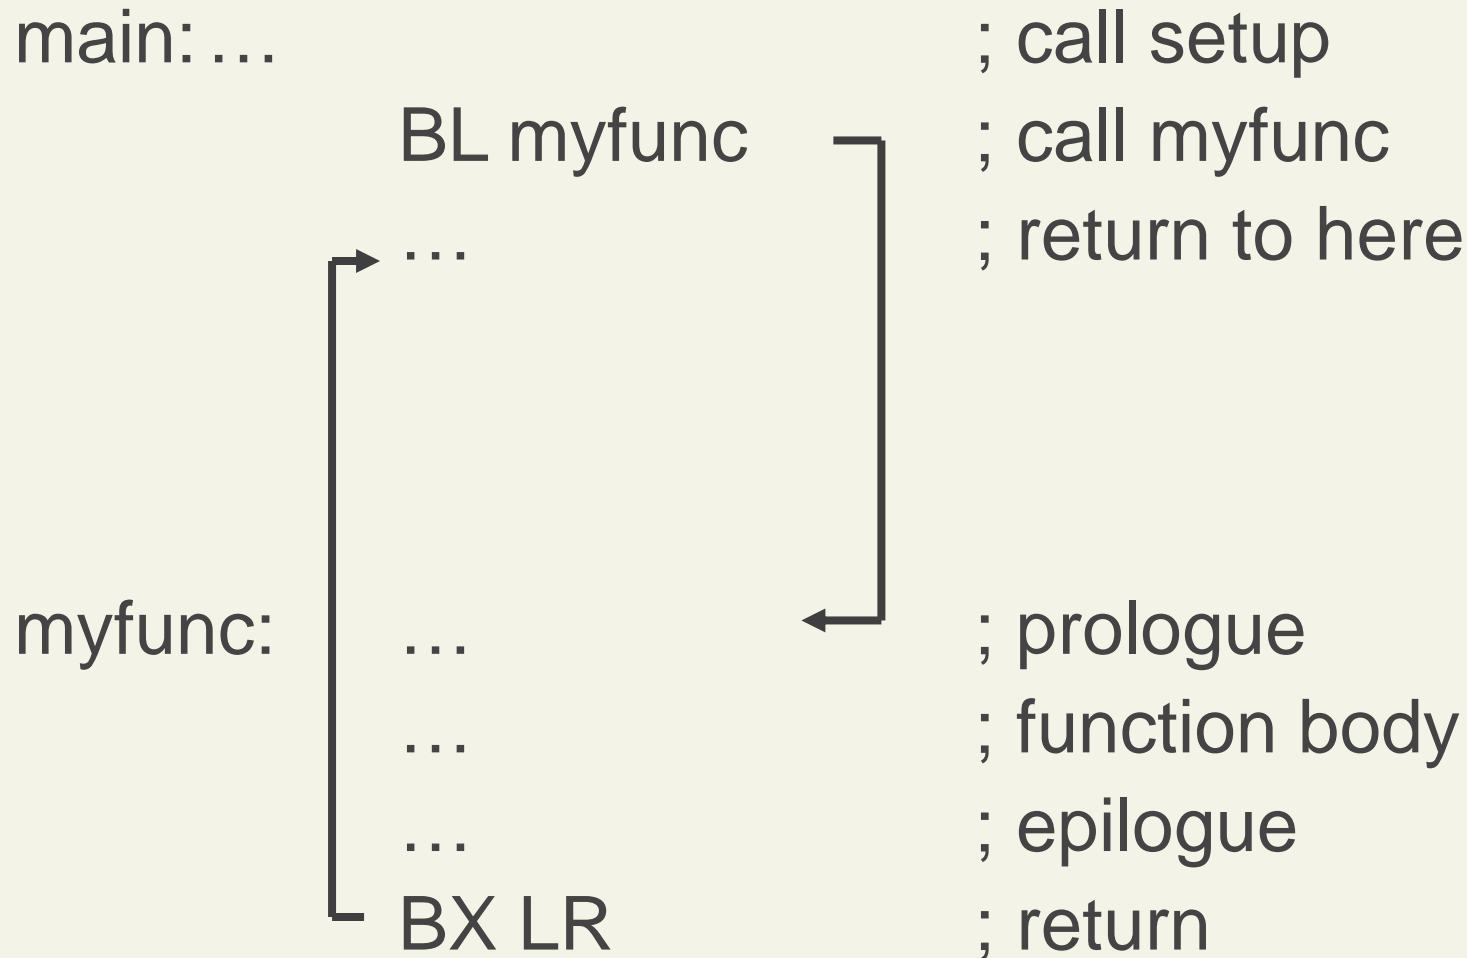 main: … ; call setup
BL myfunc ; call myfunc
… ; return to here
myfunc: … ; prologue
… ; function body
… ; epilogue
BX LR ; return